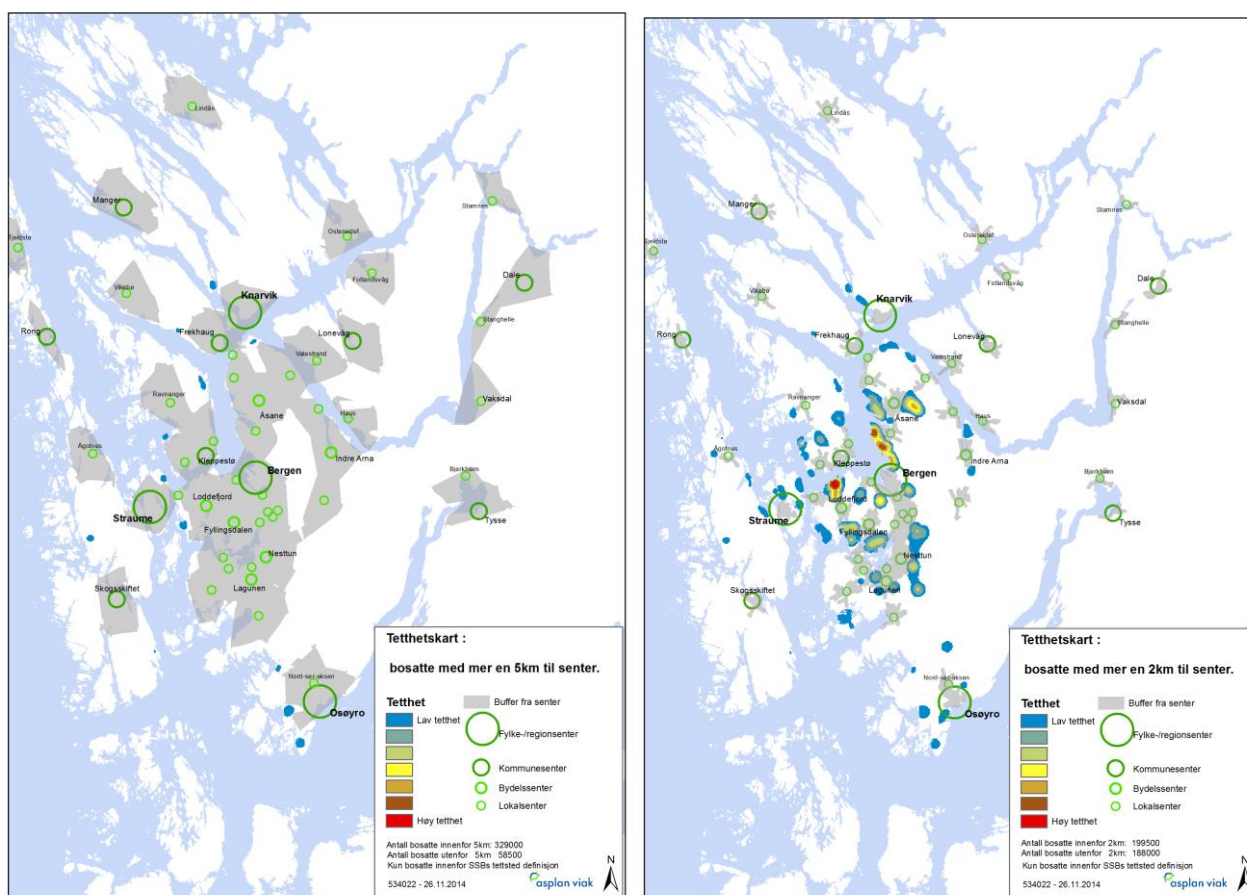 Lindås
Manger
Stamnes
Ostereidet
Tjeldstø
Fotlandsvåg
Dale
Vikebø
Knarvik
Stanghelle
Rong
Frekhaug
Lonevåg
Valestrand
Ravnanger
Vaksdal
Åsane
Haus
Ågotnes
Kleppestø
Indre Arna
Bergen
Bjørkheim
Loddefjord
Straume
Tysse
Fyllingsdalen
Nesttun
Lagunen
Skogsskiftet
Nord-sør-aksen
Osøyro
Tetthetskart :
bosatte med mer en 5km til senter.
Tetthet
Buffer fra senter
Lav tetthet
Fylke-/regionsenter
Kommunesenter
Bydelssenter
Lokalsenter
Høy tetthet
Antall bosatte innenfor 5km: 329000
Antall bosatte utenfor 5km 58500
Kun bosatte innenfor SSBs tettsted definisjon
N
534022 - 26.11.2014
asplan viak
Lindås
Manger
Stamnes
Ostereidet
Tjeldstø
Fotlandsvåg
Dale
Vikebø
Knarvik
Stanghelle
Rong
Frekhaug
Lonevåg
Valestrand
Ravnanger
Vaksdal
Åsane
Haus
Ågotnes
Kleppestø
Indre Arna
Bergen
Bjørkheim
Loddefjord
Straume
Tysse
Fyllingsdalen
Nesttun
Lagunen
Skogsskiftet
Nord-sør-aksen
Osøyro
Tetthetskart :
bosatte med mer en 2km til senter.
Tetthet
Buffer fra senter
Lav tetthet
Fylke-/regionsenter
Kommunesenter
Bydelssenter
Lokalsenter
Høy tetthet
Antall bosatte innenfor 2km: 199500
Antall bosatte utenfor 2km: 188000
Kun bosatte innenfor SSBs tettsted definisjon
N
534022 - 26.11.2014
asplan viak